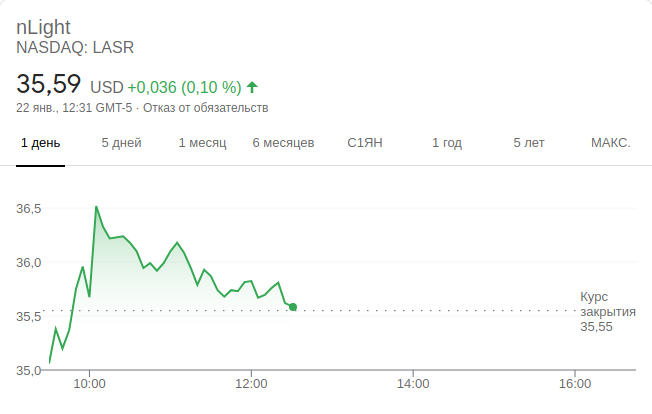 nLight
NASDAQ: LASR
35,59 USD +0,036 (0,10 %)
22 янв., 12:31 GMT-5 · Отказ от обязательств
1 день 5 дней 1 месяц 6 месяцев С1ЯН 1 год 5 лет МАКС.
36,5
36,0
35,5
35,0
Курс
закрытия
35,55
10:00 12:00 14:00 16:00